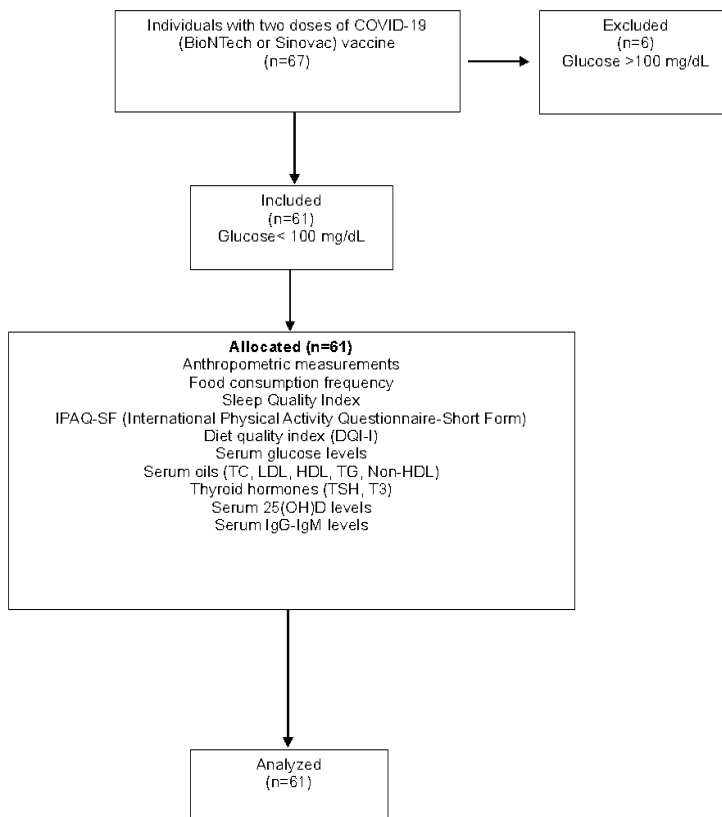 Individuals with two doses of COVID-19
(BioNTech or Sinovac) vaccine
(n=67)
Excluded
(n=6)
Glucose >100 mg/dL
Included
(n=61)
Glucose< 100 mg/dL
Allocated (n=61)
Anthropometric measurements
Food consumption frequency
Sleep Quality Index
IPAQ-SF (International Physical Activity Questionnaire-Short Form)
Diet quality index (DQI-I)
Serum glucose levels
Serum oils (TC, LDL, HDL, TG, Non-HDL)
Thyroid hormones (TSH, T3)
Serum 25(OH)D levels
Serum IgG-IgM levels
Analyzed
(n=61)